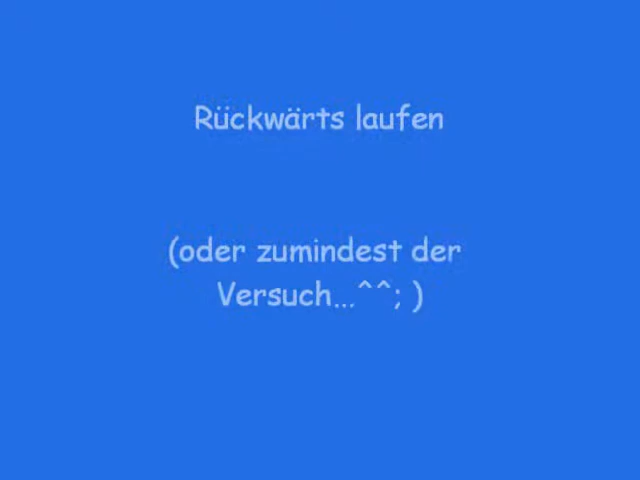 Rückwärts laufen
(oder zumindest der
Versuch...^^; )